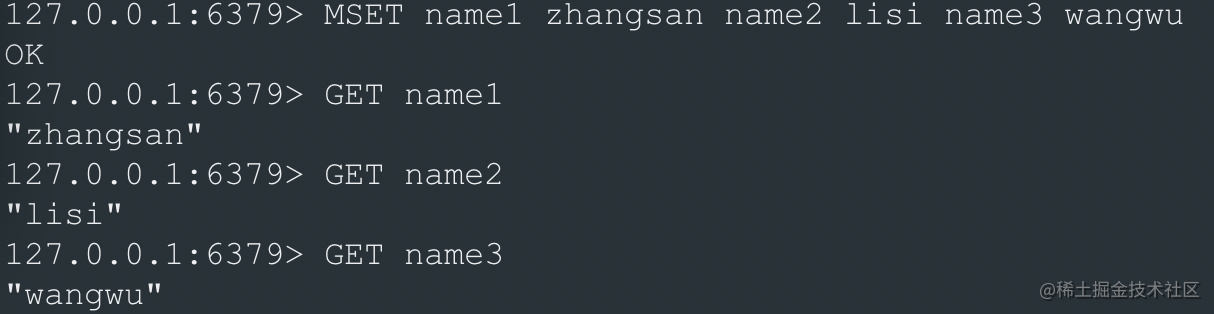 127.0.0.1:6379> MSET name1 zhangsan name2 lisi name3 wangwu
OK
127.0.0.1:6379> GET name1
"zhangsan"
127.0.0.1:6379> GET name2
"lisi"
127.0.0.1:6379> GET name3
"wangwu"
@稀土掘金技术社区